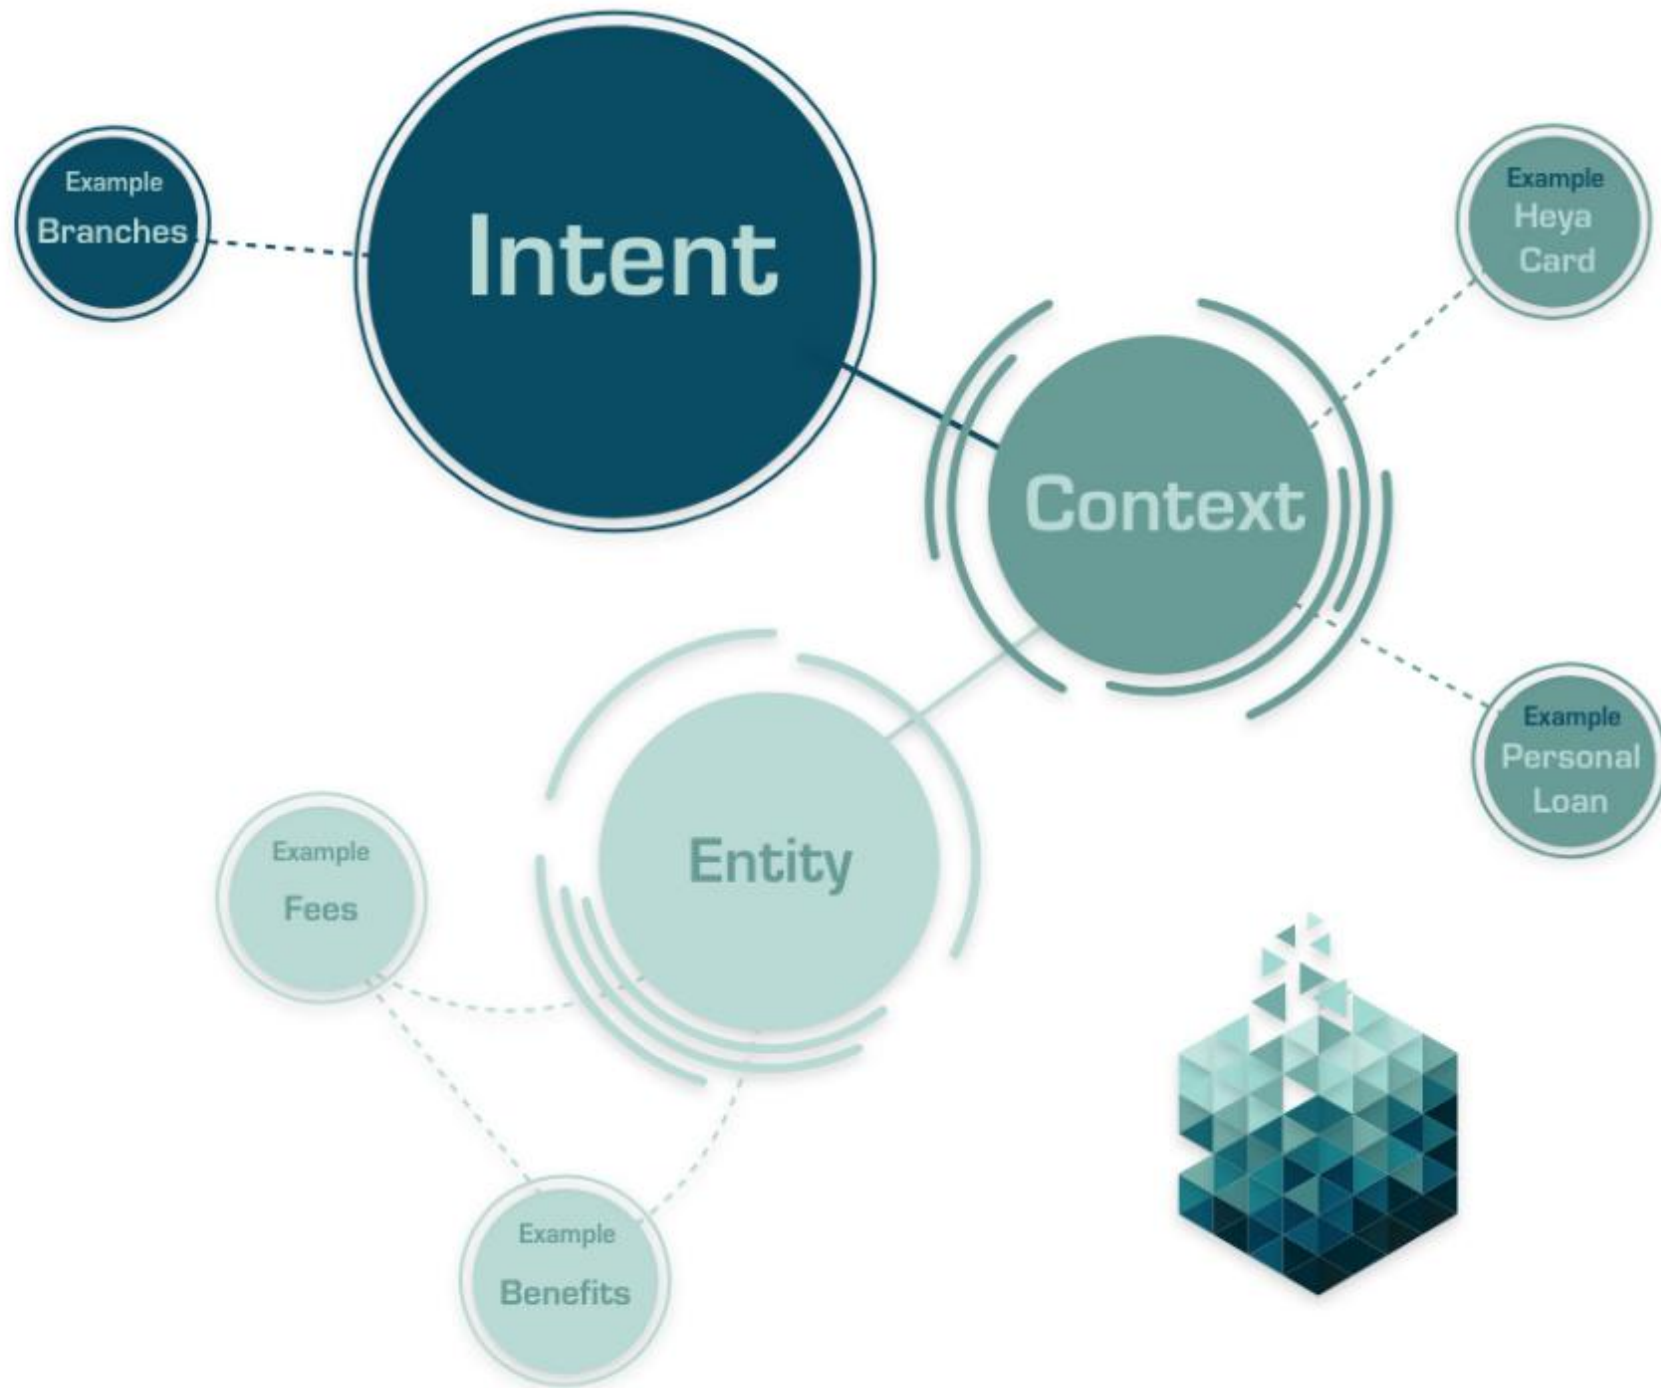 Intent
Example
Branches
Example
Heya
Card
Context
Example
Personal
Loan
Entity
Example
Fees
Example
Benefits